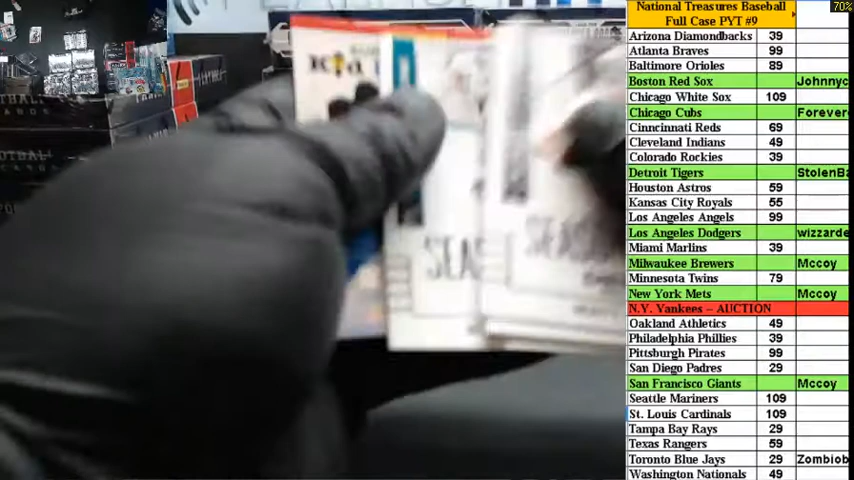 70%
National Treasures Baseball
Full Case PYT #9
Arizona Diamondbacks 39
Atlanta Braves 99
Baltimore Orioles 89
Boston Red Sox Johnnyc
Chicago White Sox 109
Chicago Cubs Forever
Cinncinati Reds 69
Cleveland Indians 49
Colorado Rockies 39
Detroit Tigers StolenBa
Houston Astros 59
Kansas City Royals 55
Los Angeles Angels 99
Los Angeles Dodgers wizzarde
Miami Marlins 39
Milwaukee Brewers Mccoy
Minnesota Twins 79
New York Mets Mccoy
N.Y. Yankees -- AUCTION
Oakland Athletics 49
Philadelphia Phillies 39
Pittsburgh Pirates 99
San Diego Padres 29
San Francisco Giants Mccoy
Seattle Mariners 109
St. Louis Cardinals 109
Tampa Bay Rays 29
Texas Rangers 59
Toronto Blue Jays 29 Zombiob
Washington Nationals 49